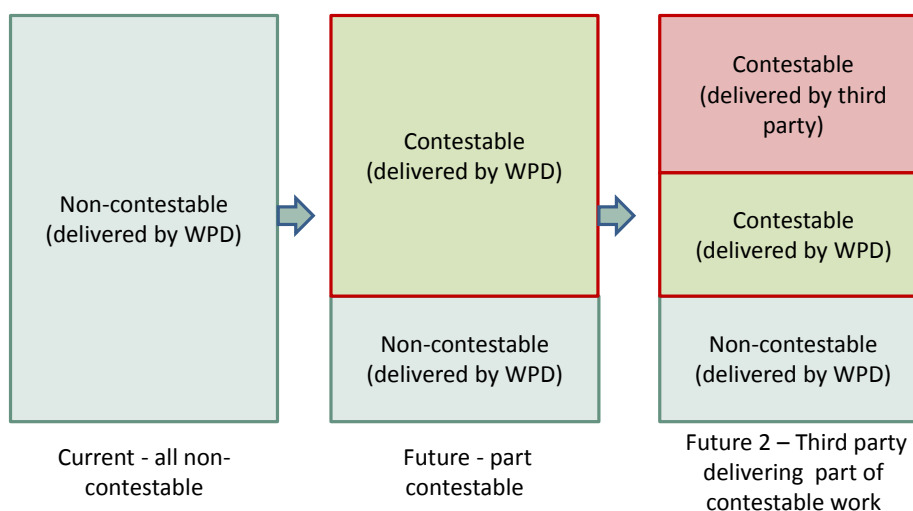 Non-contestable
(delivered by WPD)
Current - all non-
contestable
Contestable
(delivered by WPD)
Non-contestable
(delivered by WPD)
Future - part
contestable
Contestable
(delivered by third
party)
Contestable
(delivered by WPD)
Non-contestable
(delivered by WPD)
Future 2 – Third party
delivering part of
contestable work